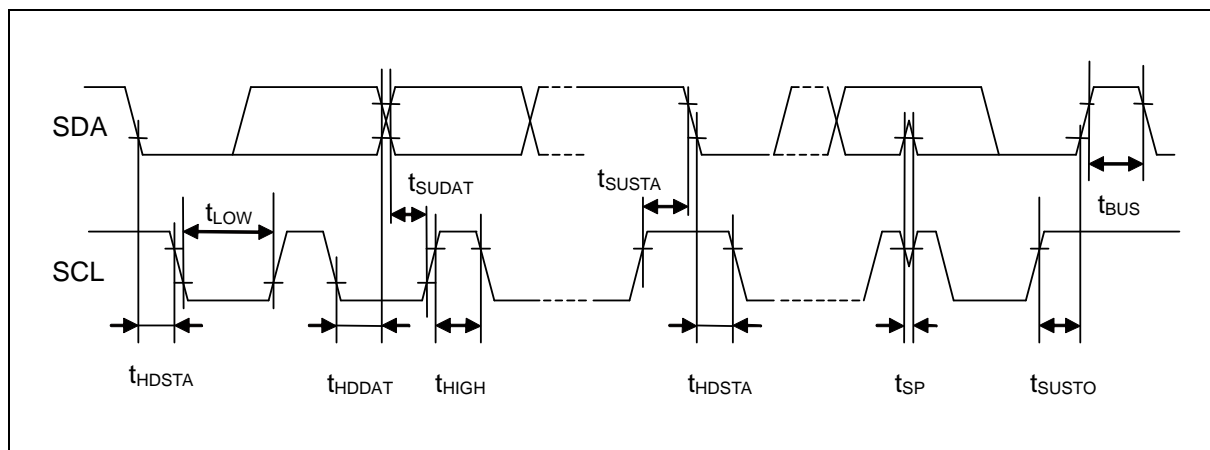 SDA
tSUDAT
tSUSTA
tLOW
tBUS
SCL
tHDSTA
tHDDAT
tHIGH
tHDSTA
tSP
tSUSTO